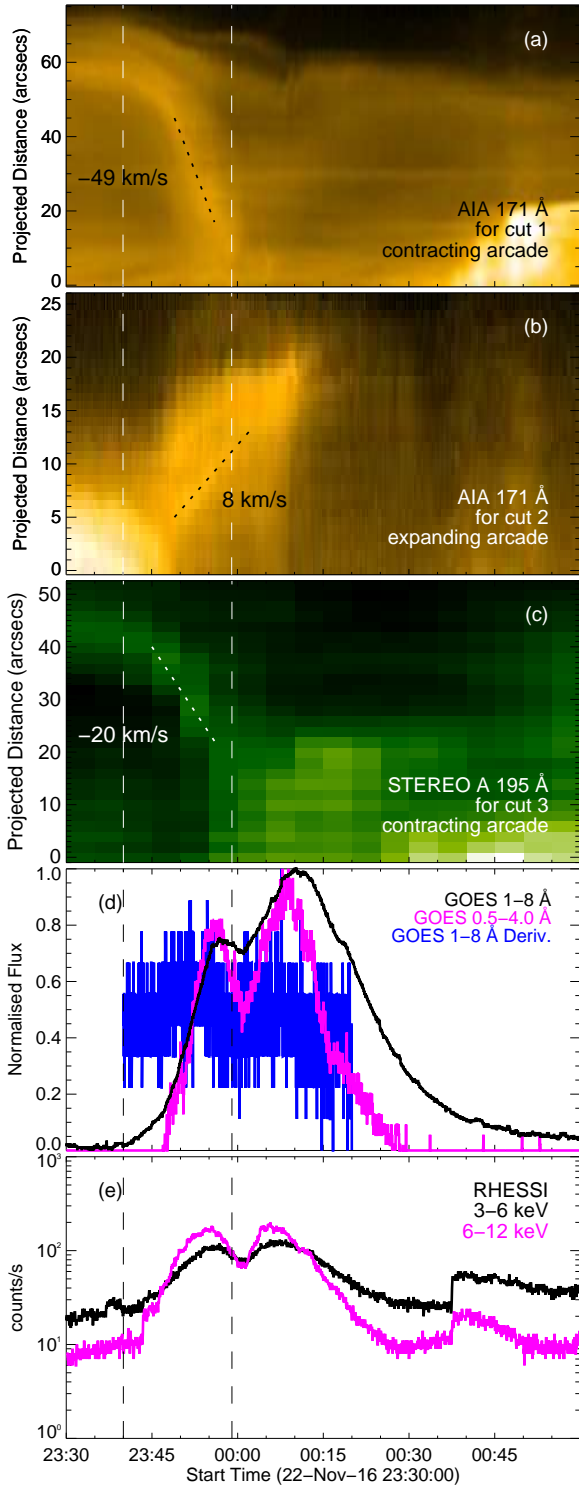 (a)
Projected Distance (arcsecs)
60
40
20
0
−49 km/s
AIA 171 Å
for cut 1
contracting arcade
(b)
Projected Distance (arcsecs)
25
20
15
10
5
0
8 km/s
AIA 171 Å
for cut 2
expanding arcade
(c)
Projected Distance (arcsecs)
50
40
30
20
10
0
−20 km/s
STEREO A 195 Å
for cut 3
contracting arcade
(d)
Normalised Flux
1.0
0.8
0.6
0.4
0.2
0.0
GOES 1−8 Å
GOES 0.5−4.0 Å
GOES 1−8 Å Deriv.
(e)
counts/s
10³
10²
10¹
10⁰
RHESSI
3−6 keV
6−12 keV
23:30 23:45 00:00 00:15 00:30 00:45
Start Time (22−Nov−16 23:30:00)